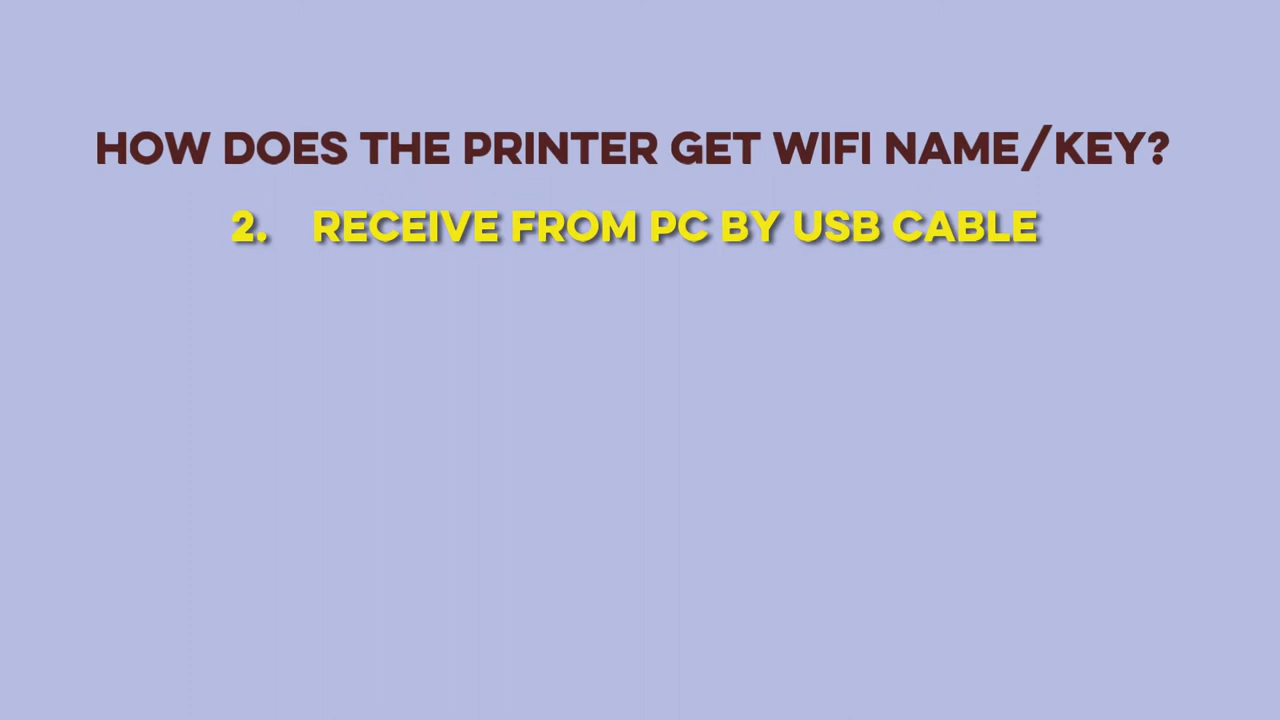 HOW DOES THE PRINTER GET WIFI NAME/KEY?
2. RECEIVE FROM PC BY USB CABLE